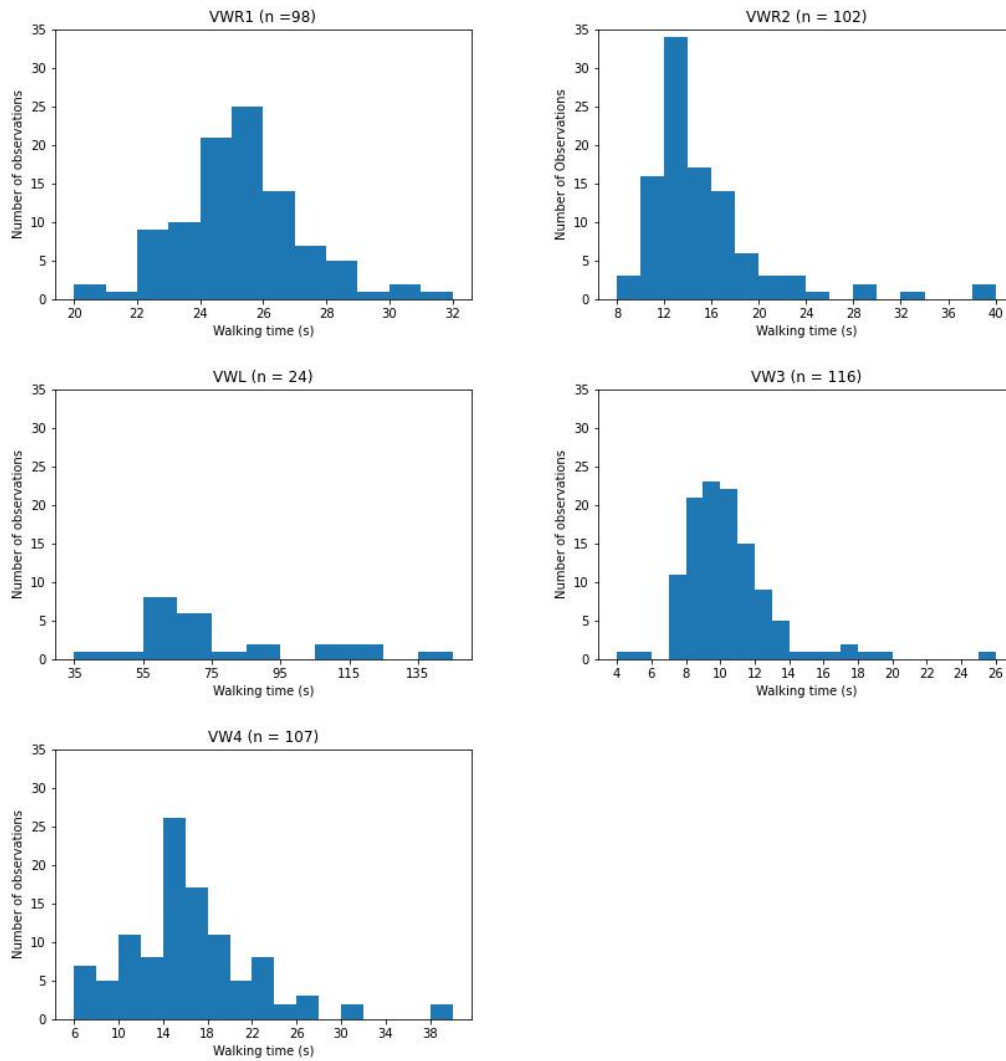 VWR1 (n =98)
35
30
25
20
15
10
5
0
Number of observations
20 22 24 26 28 30 32
Walking time (s)
VWR2 (n = 102)
35
30
25
20
15
10
5
0
Number of Observations
8 12 16 20 24 28 32 36 40
Walking time (s)
VWL (n = 24)
35
30
25
20
15
10
5
0
Number of observations
35 55 75 95 115 135
Walking time (s)
VW3 (n = 116)
35
30
25
20
15
10
5
0
Number of observations
4 6 8 10 12 14 16 18 20 22 24 26
Walking time (s)
VW4 (n = 107)
35
30
25
20
15
10
5
0
Number of observations
6 10 14 18 22 26 30 34 38
Walking time (s)